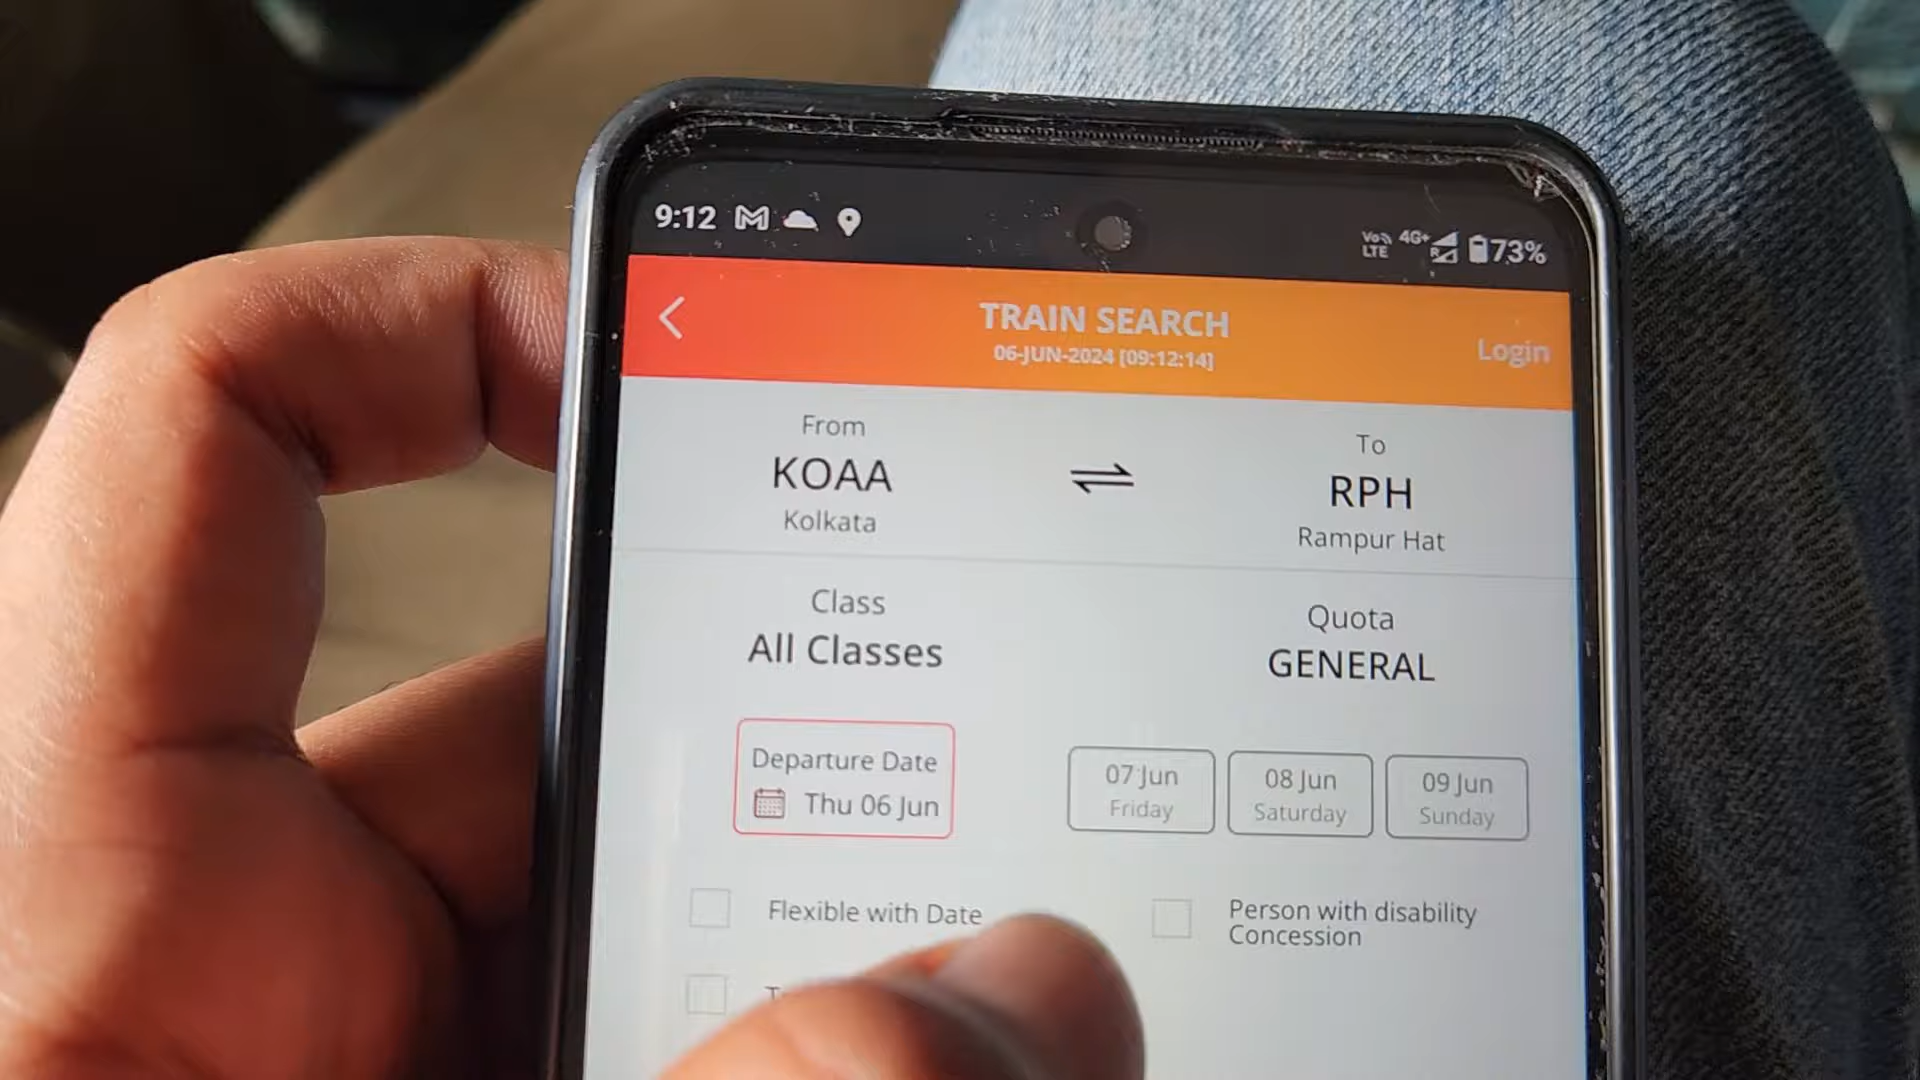 9:12
Vo LTE 4G+ R 73%
TRAIN SEARCH
06-JUN-2024 [09:12:14]
Login
From
KOAA
Kolkata
To
RPH
Rampur Hat
Class
All Classes
Quota
GENERAL
Departure Date
Thu 06 Jun
07 Jun
Friday
08 Jun
Saturday
09 Jun
Sunday
Flexible with Date
Person with disability
Concession